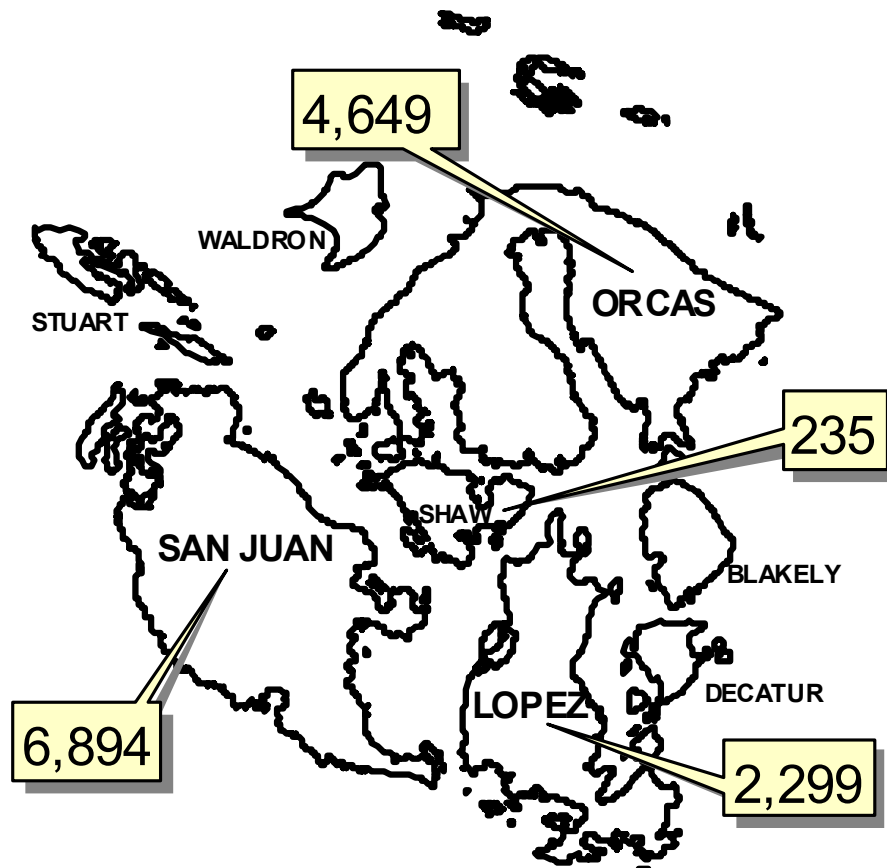 4,649
WALDRON
ORCAS
STUART
235
SHAW
SAN JUAN
BLAKELY
DECATUR
LOPEZ
6,894
2,299